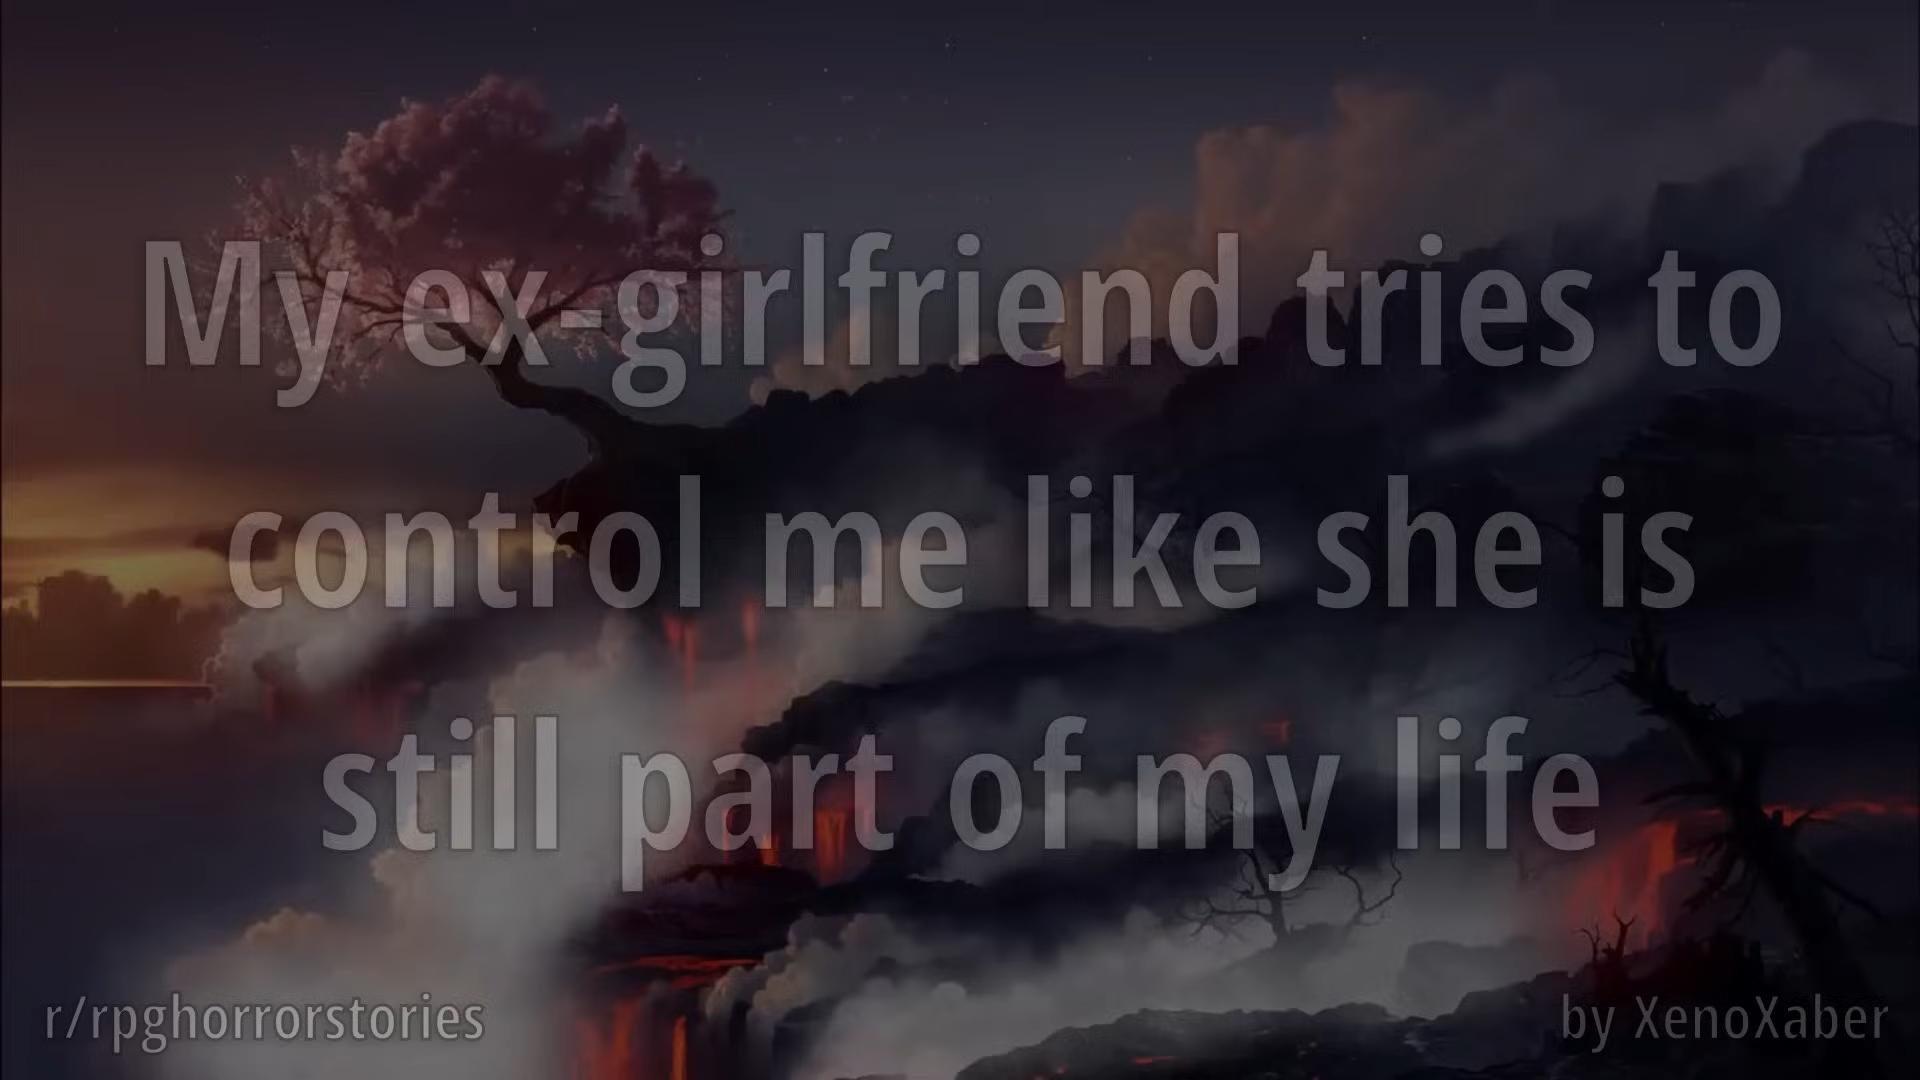 My ex-girlfriend tries to
control me like she is
still part of my life
r/rpghorrorstories
by XenoXaber